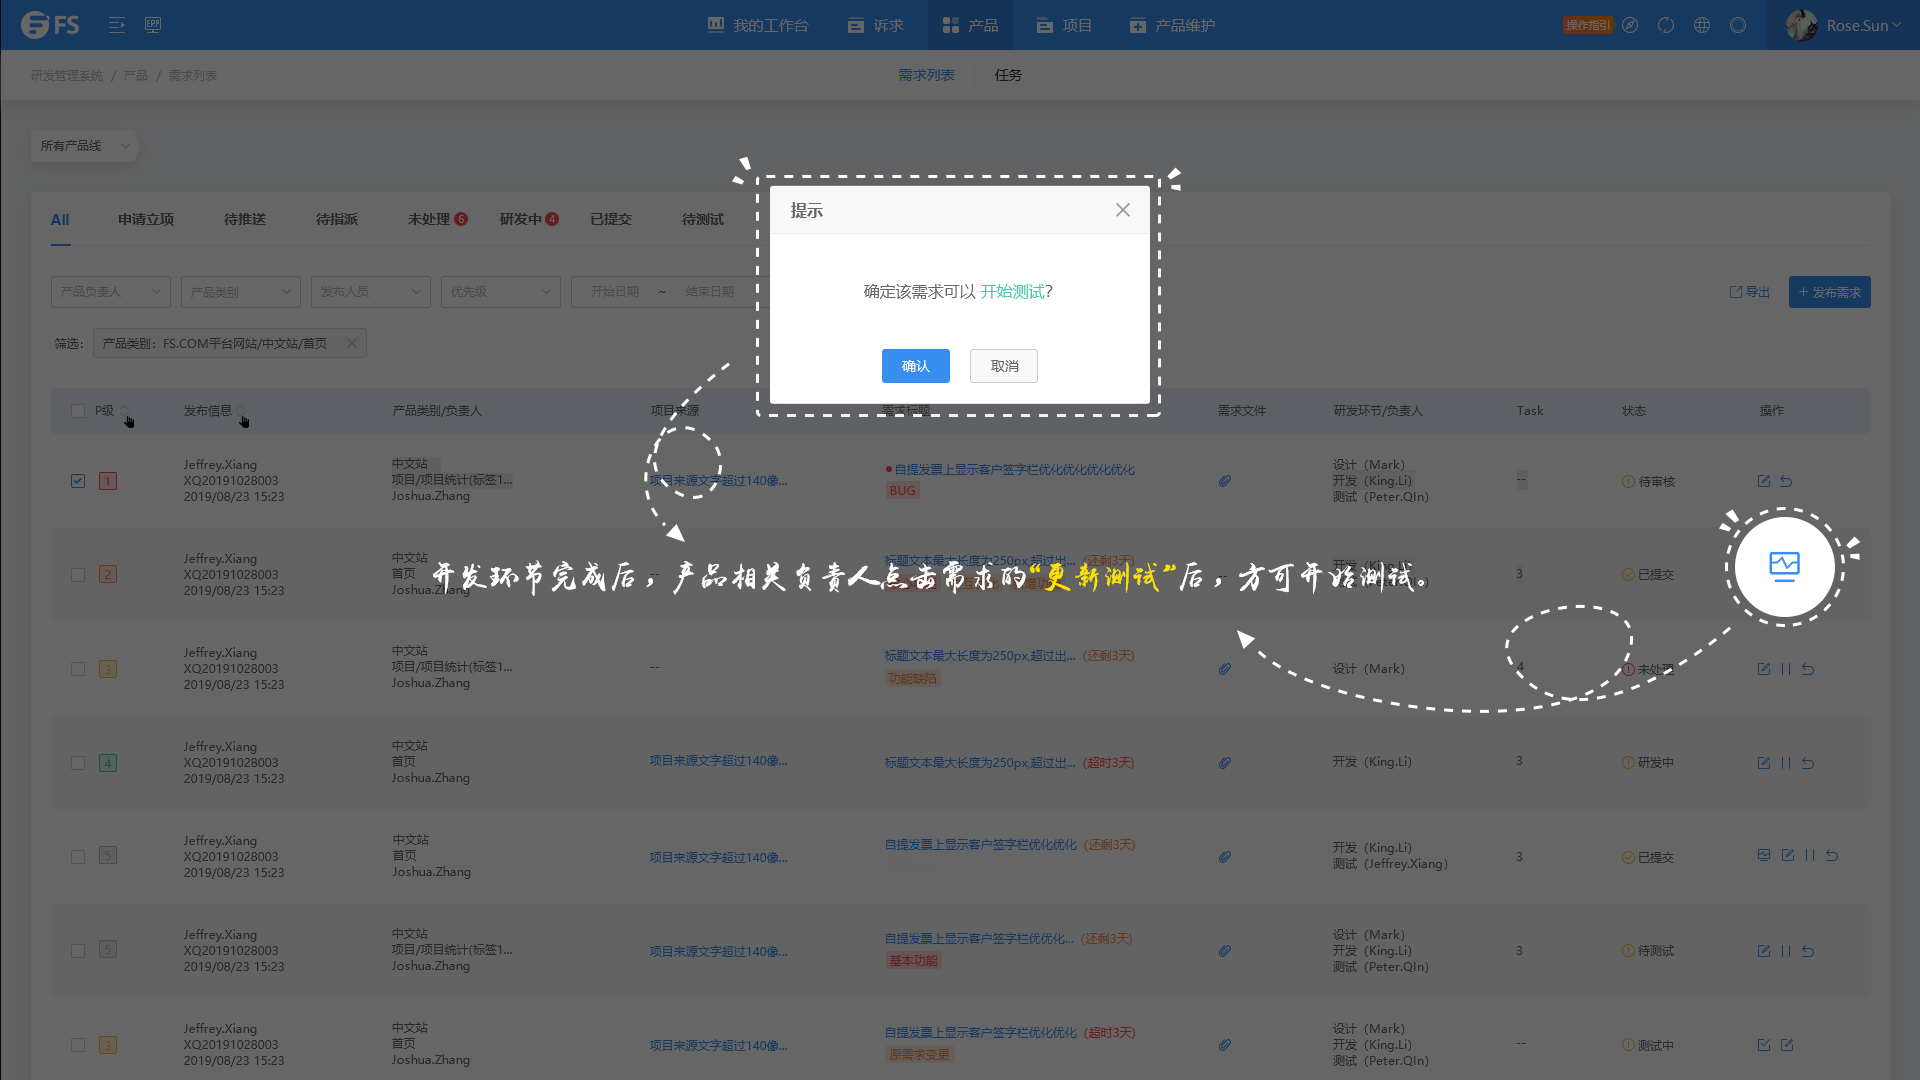 FS
ERP
我的工作台
诉求
产品
项目
产品维护
操作指引
Rose.Sun
研发管理系统 / 产品 / 需求列表
需求列表
任务
所有产品线
All
申请立项
待推送
待指派
未处理 6
研发中 4
已提交
待测试
提示
确定该需求可以 开始测试?
确认
取消
产品负责人
产品类别
发布人员
优先级
开始日期 ~ 结束日期
导出
+ 发布需求
筛选:
产品类别: FS.COM平台网站/中文站/首页
P级
发布信息
产品类别/负责人
项目来源
需求标题
需求文件
研发环节/负责人
Task
状态
操作
1
Jeffrey.Xiang
XQ20191028003
2019/08/23 15:23
中文站
项目/项目统计(标签1...
Joshua.Zhang
项目来源文字超过140像...
自提发票上显示客户签字栏优化优化优化优化
BUG
设计（Mark）
开发（King.Li）
测试（Peter.QIn）
--
待审核
2
Jeffrey.Xiang
XQ20191028003
2019/08/23 15:23
中文站
首页
Joshua.Zhang
标题文本最大长度为250px,超过出... (还剩3天)
3
已提交
开发环节完成后，产品相关负责人点击需求的“更新测试”后，方可开始测试。
3
Jeffrey.Xiang
XQ20191028003
2019/08/23 15:23
中文站
项目/项目统计(标签1...
Joshua.Zhang
--
标题文本最大长度为250px,超过出... (还剩3天)
功能缺陷
设计（Mark）
4
未处理
4
Jeffrey.Xiang
XQ20191028003
2019/08/23 15:23
中文站
首页
Joshua.Zhang
项目来源文字超过140像...
标题文本最大长度为250px,超过出... (超时3天)
开发（King.Li）
3
研发中
5
Jeffrey.Xiang
XQ20191028003
2019/08/23 15:23
中文站
首页
Joshua.Zhang
项目来源文字超过140像...
自提发票上显示客户签字栏优化优化 (还剩3天)
开发（King.Li）
测试（Jeffrey.Xiang）
3
已提交
5
Jeffrey.Xiang
XQ20191028003
2019/08/23 15:23
中文站
项目/项目统计(标签1...
Joshua.Zhang
项目来源文字超过140像...
自提发票上显示客户签字栏优化... (还剩3天)
基本功能
设计（Mark）
开发（King.Li）
测试（Peter.QIn）
3
待测试
3
Jeffrey.Xiang
XQ20191028003
2019/08/23 15:23
中文站
首页
Joshua.Zhang
项目来源文字超过140像...
自提发票上显示客户签字栏优化优化 (超时3天)
原需求变更
设计（Mark）
开发（King.Li）
测试（Peter.QIn）
--
测试中